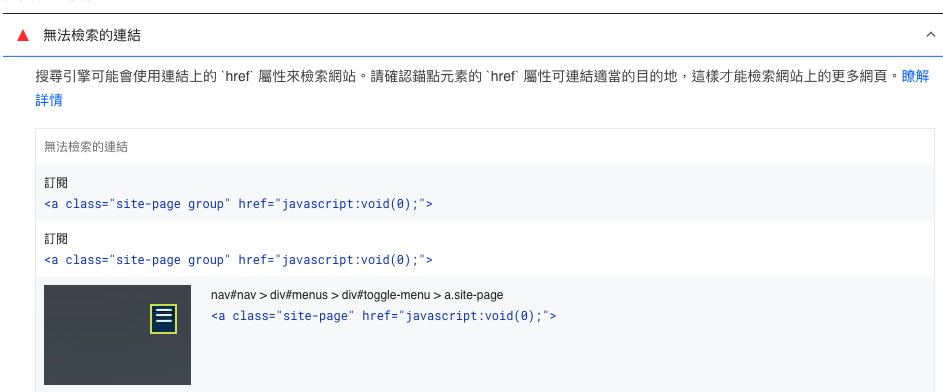 無法檢索的連結
搜尋引擎可能會使用連結上的 `href` 屬性來檢索網站。請確認錨點元素的 `href` 屬性可連結適當的目的地，這樣才能檢索網站上的更多網頁。瞭解
詳情
無法檢索的連結
訂閱
<a class="site-page group" href="javascript:void(0);">
訂閱
<a class="site-page group" href="javascript:void(0);">
nav#nav > div#menus > div#toggle-menu > a.site-page
<a class="site-page" href="javascript:void(0);">